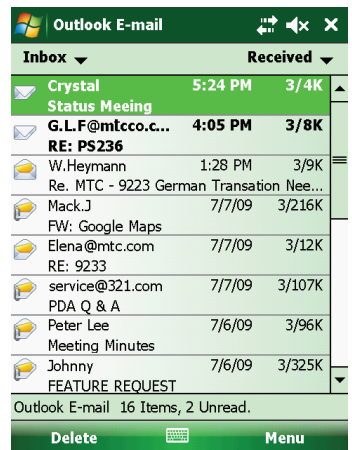 Outlook E-mail
Inbox Received
Crystal 5:24 PM 3/4K
Status Meeing
G.L.F@mtcco.c... 4:05 PM 3/8K
RE: PS236
W.Heymann 1:28 PM 3/9K
Re. MTC - 9223 German Transation Nee...
Mack.J 7/7/09 3/216K
FW: Google Maps
Elena@mtc.com 7/7/09 3/12K
RE: 9233
service@321.com 7/7/09 3/107K
PDA Q & A
Peter Lee 7/6/09 3/96K
Meeting Minutes
Johnny 7/6/09 3/325K
FEATURE REQUEST
Outlook E-mail 16 Items, 2 Unread.
Delete Menu